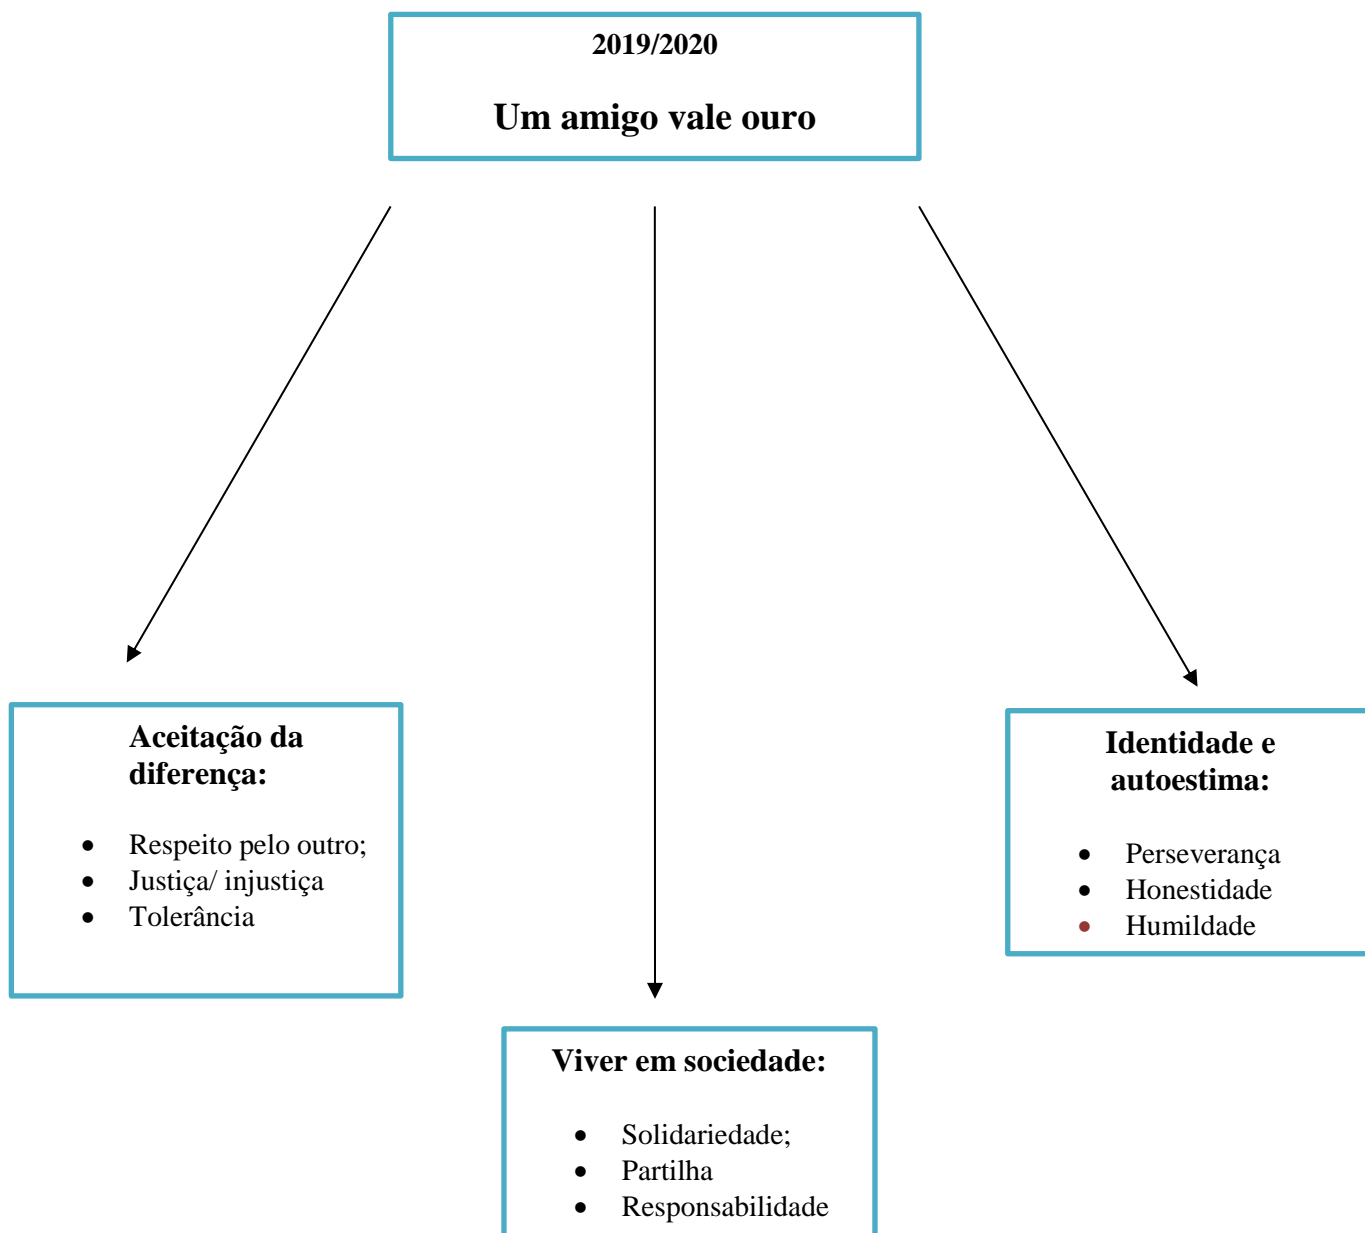 2019/2020
Um amigo vale ouro
Aceitação da
diferença:
• Respeito pelo outro;
• Justiça/ injustiça
• Tolerância
Identidade e
autoestima:
• Perseverança
• Honestidade
• Humildade
Viver em sociedade:
• Solidariedade;
• Partilha
• Responsabilidade